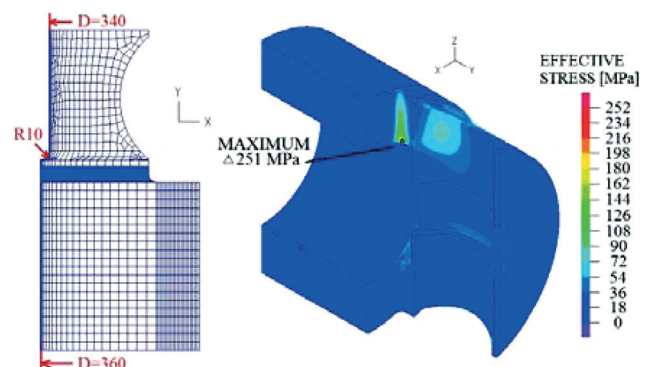 D=340
R10
Y
X
D=360
Z
X
Y
MAXIMUM
△251 MPa
EFFECTIVE
STRESS [MPa]
252
234
216
198
180
162
144
126
108
90
72
54
36
18
0